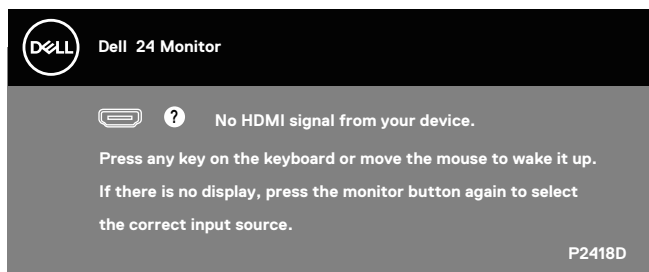 DELL
Dell 24 Monitor
? No HDMI signal from your device.
Press any key on the keyboard or move the mouse to wake it up.
If there is no display, press the monitor button again to select
the correct input source.
P2418D